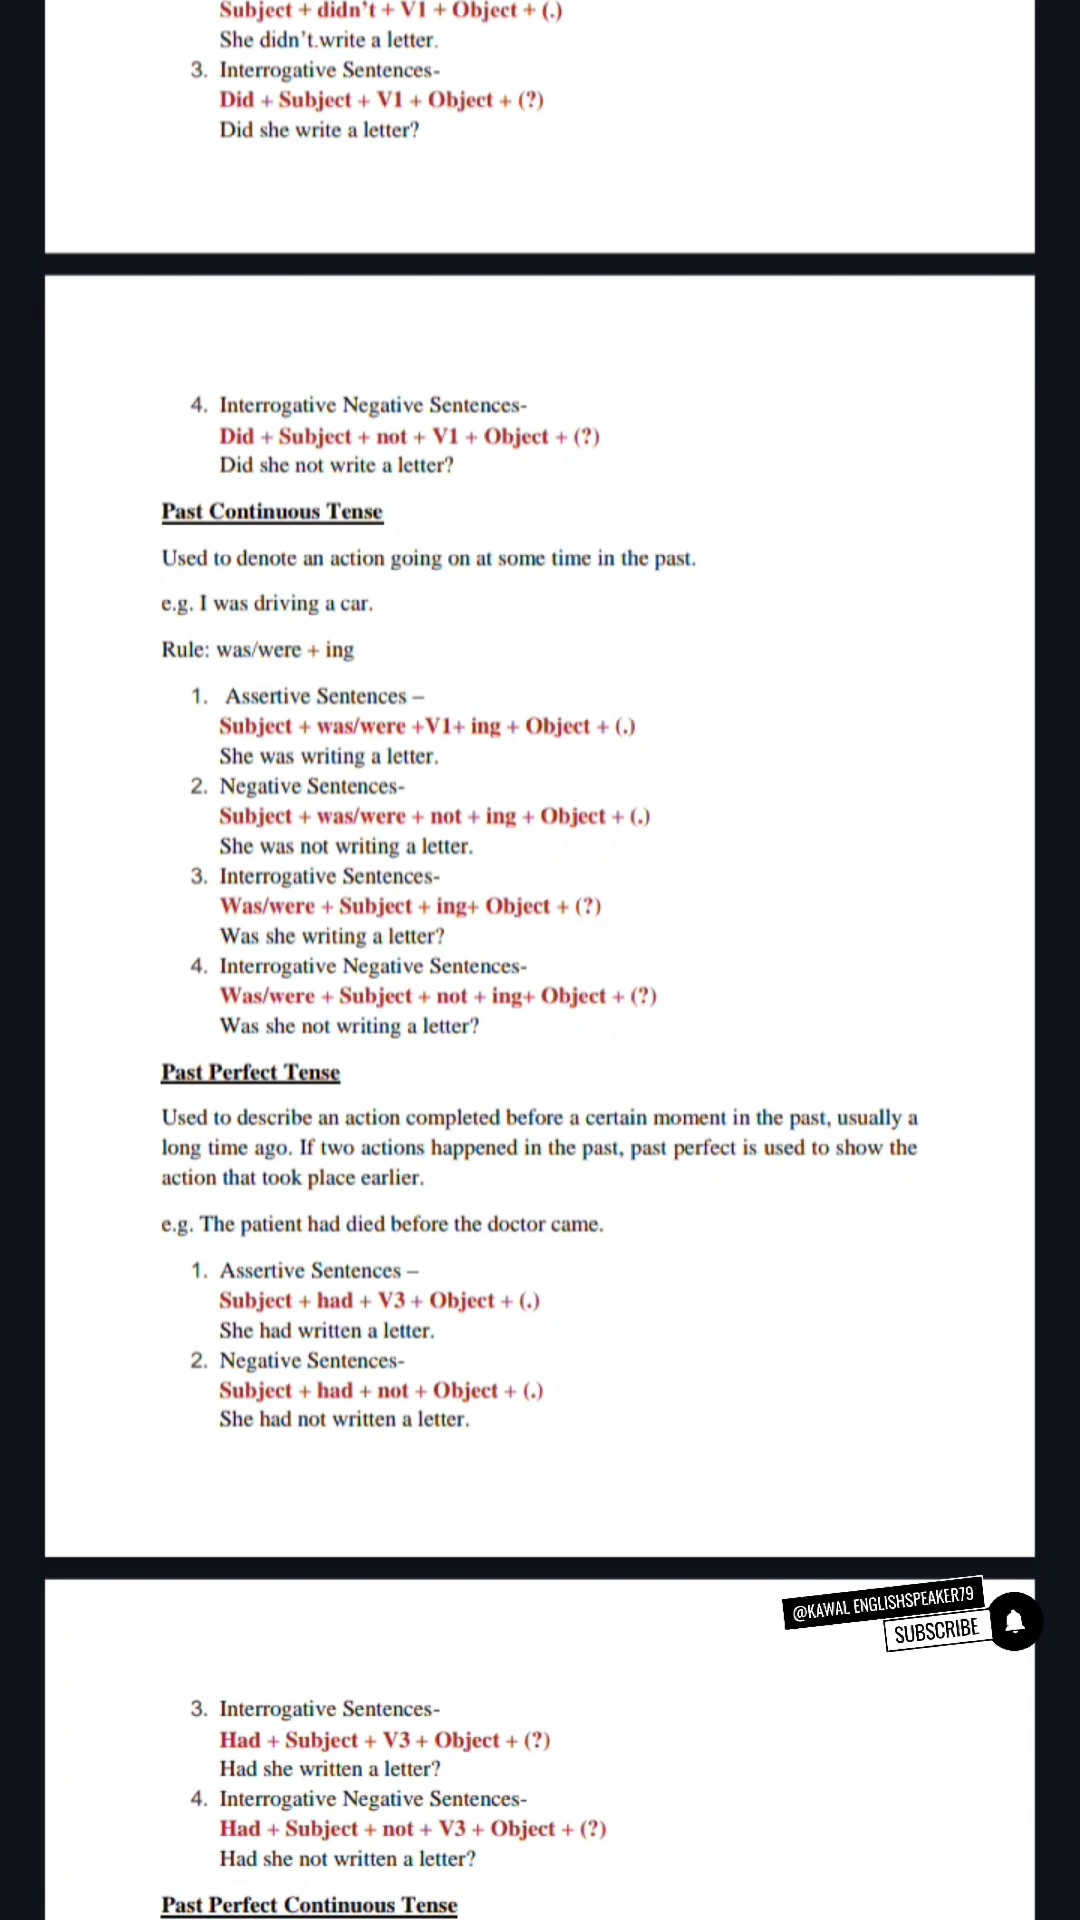 Subject + didn't + V1 + Object + (.)
She didn't.write a letter.
3. Interrogative Sentences-
Did + Subject + V1 + Object + (?)
Did she write a letter?
4. Interrogative Negative Sentences-
Did + Subject + not + V1 + Object + (?)
Did she not write a letter?
Past Continuous Tense
Used to denote an action going on at some time in the past.
e.g. I was driving a car.
Rule: was/were + ing
1. Assertive Sentences –
Subject + was/were +V1+ ing + Object + (.)
She was writing a letter.
2. Negative Sentences-
Subject + was/were + not + ing + Object + (.)
She was not writing a letter.
3. Interrogative Sentences-
Was/were + Subject + ing+ Object + (?)
Was she writing a letter?
4. Interrogative Negative Sentences-
Was/were + Subject + not + ing+ Object + (?)
Was she not writing a letter?
Past Perfect Tense
Used to describe an action completed before a certain moment in the past, usually a
long time ago. If two actions happened in the past, past perfect is used to show the
action that took place earlier.
e.g. The patient had died before the doctor came.
1. Assertive Sentences –
Subject + had + V3 + Object + (.)
She had written a letter.
2. Negative Sentences-
Subject + had + not + Object + (.)
She had not written a letter.
@KAWAL ENGLISHSPEAKER79
SUBSCRIBE
3. Interrogative Sentences-
Had + Subject + V3 + Object + (?)
Had she written a letter?
4. Interrogative Negative Sentences-
Had + Subject + not + V3 + Object + (?)
Had she not written a letter?
Past Perfect Continuous Tense